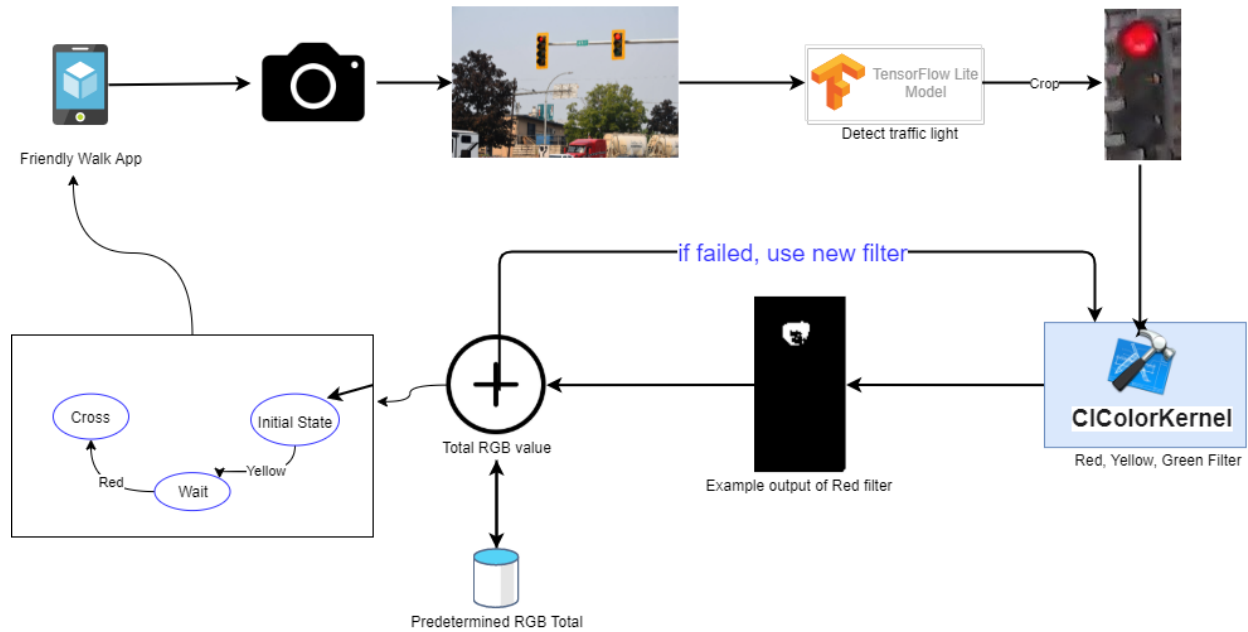 TensorFlow Lite
Model
Crop
Detect traffic light
Friendly Walk App
if failed, use new filter
CIColorKernel
Red, Yellow, Green Filter
Example output of Red filter
Total RGB value
Cross
Initial State
Yellow
Red
Wait
Predetermined RGB Total